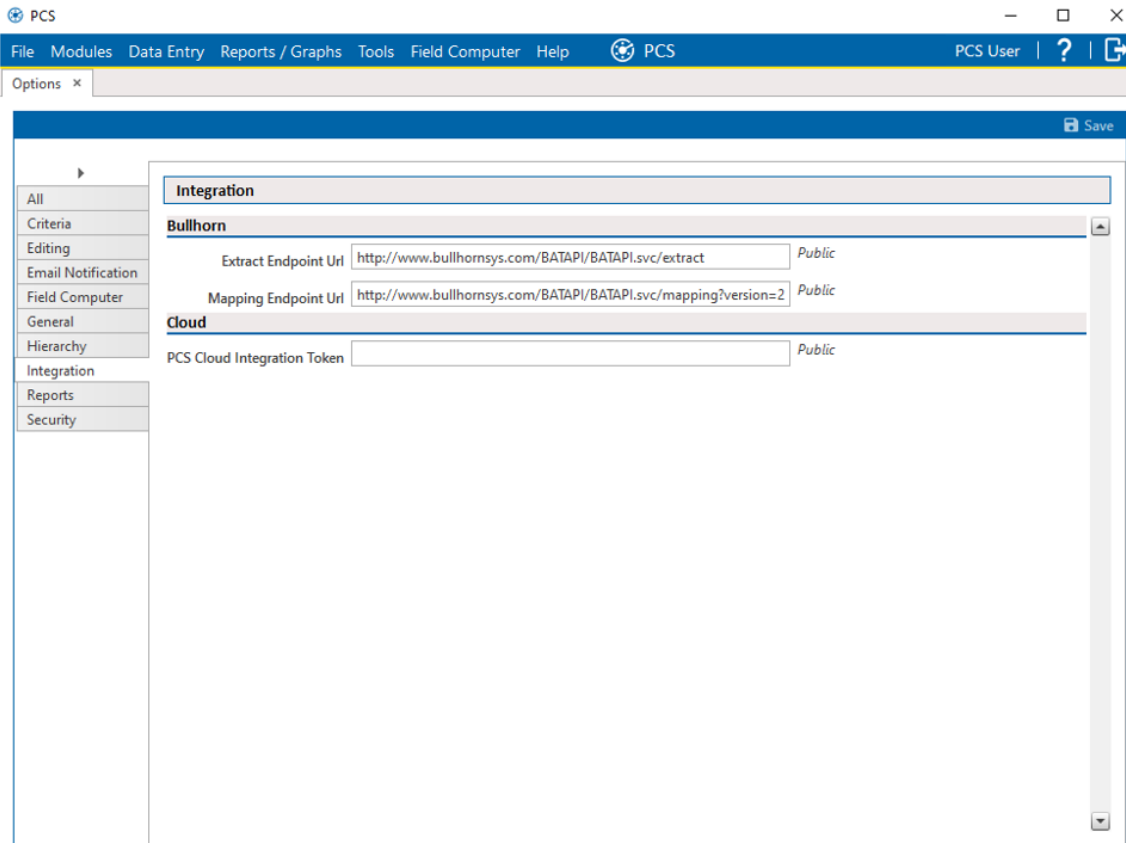 PCS
File Modules Data Entry Reports / Graphs Tools Field Computer Help PCS PCS User | ? |
Options ×
Save
All
Criteria
Editing
Email Notification
Field Computer
General
Hierarchy
Integration
Reports
Security
Integration
Bullhorn
Extract Endpoint Url http://www.bullhornsys.com/BATAPI/BATAPI.svc/extract Public
Mapping Endpoint Url http://www.bullhornsys.com/BATAPI/BATAPI.svc/mapping?version=2 Public
Cloud
PCS Cloud Integration Token Public